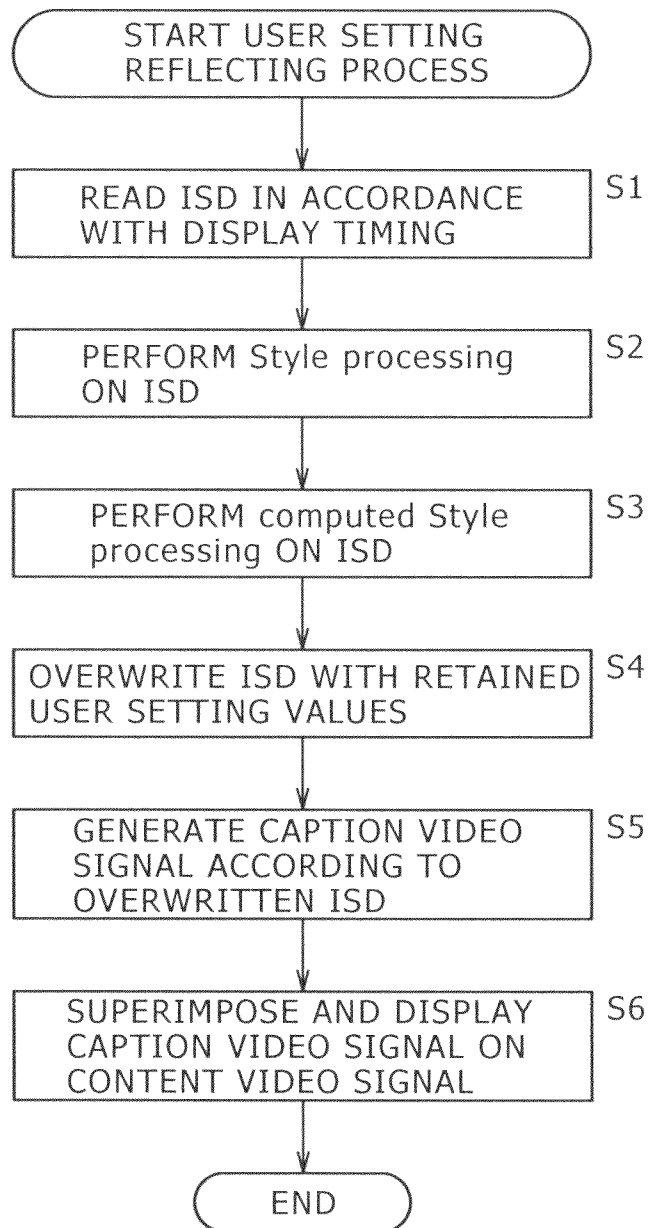 START USER SETTING
REFLECTING PROCESS
S1
READ ISD IN ACCORDANCE
WITH DISPLAY TIMING
S2
PERFORM Style processing
ON ISD
S3
PERFORM computed Style
processing ON ISD
S4
OVERWRITE ISD WITH RETAINED
USER SETTING VALUES
S5
GENERATE CAPTION VIDEO
SIGNAL ACCORDING TO
OVERWRITTEN ISD
S6
SUPERIMPOSE AND DISPLAY
CAPTION VIDEO SIGNAL ON
CONTENT VIDEO SIGNAL
END